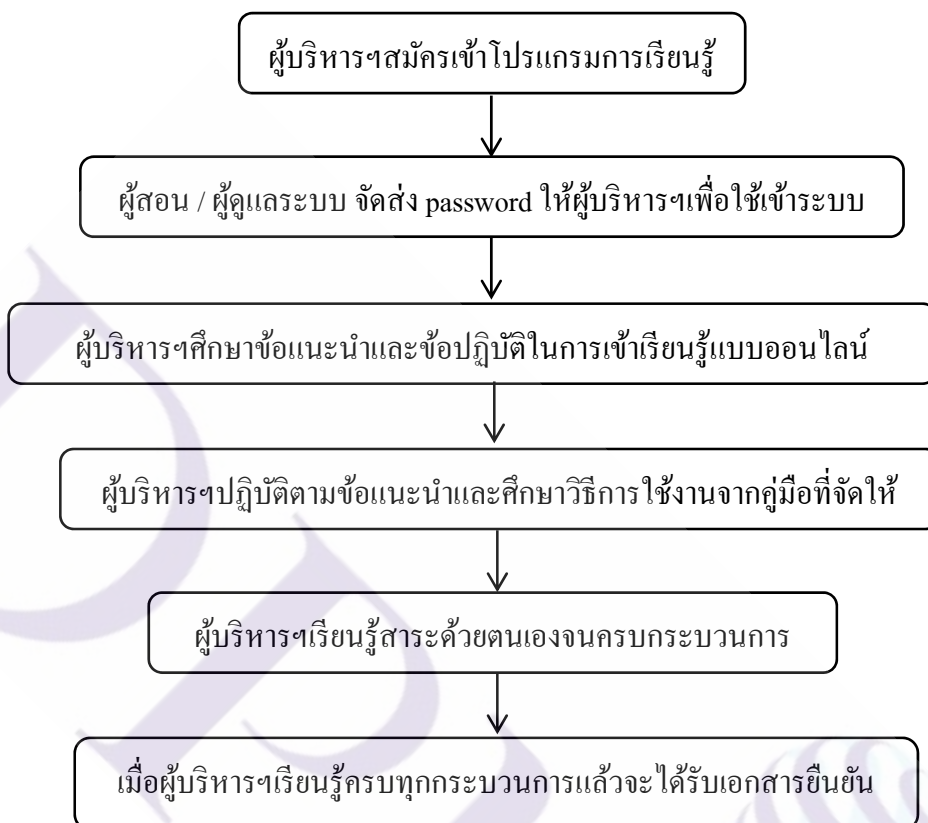 ผู้บริหารฯสมัครเข้าโปรแกรมการเรียนรู้
ผู้สอน / ผู้ดูแลระบบ จัดส่ง password ให้ผู้บริหารฯเพื่อใช้เข้าระบบ
ผู้บริหารฯศึกษาข้อแนะนำและข้อปฏิบัติในการเข้าเรียนรู้แบบออนไลน์
ผู้บริหารฯปฏิบัติตามข้อแนะนำและศึกษาวิธีการใช้งานจากคู่มือที่จัดให้
ผู้บริหารฯเรียนรู้สาระด้วยตนเองจนครบกระบวนการ
เมื่อผู้บริหารฯเรียนรู้ครบทุกกระบวนการแล้วจะได้รับเอกสารยืนยัน